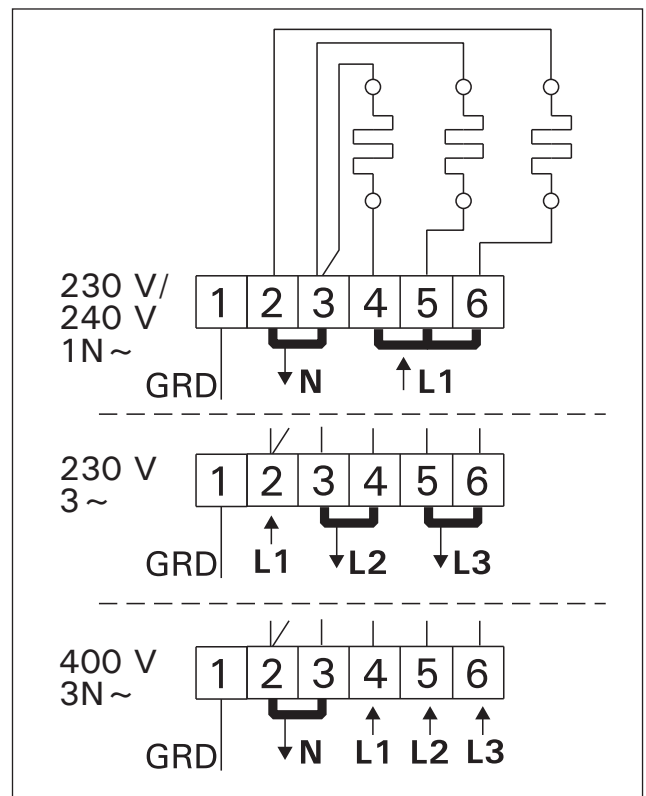 230 V/
240 V
1N~
1 2 3 4 5 6
GRD N L1
230 V
3~
1 2 3 4 5 6
GRD L1 L2 L3
400 V
3N~
1 2 3 4 5 6
GRD N L1 L2 L3